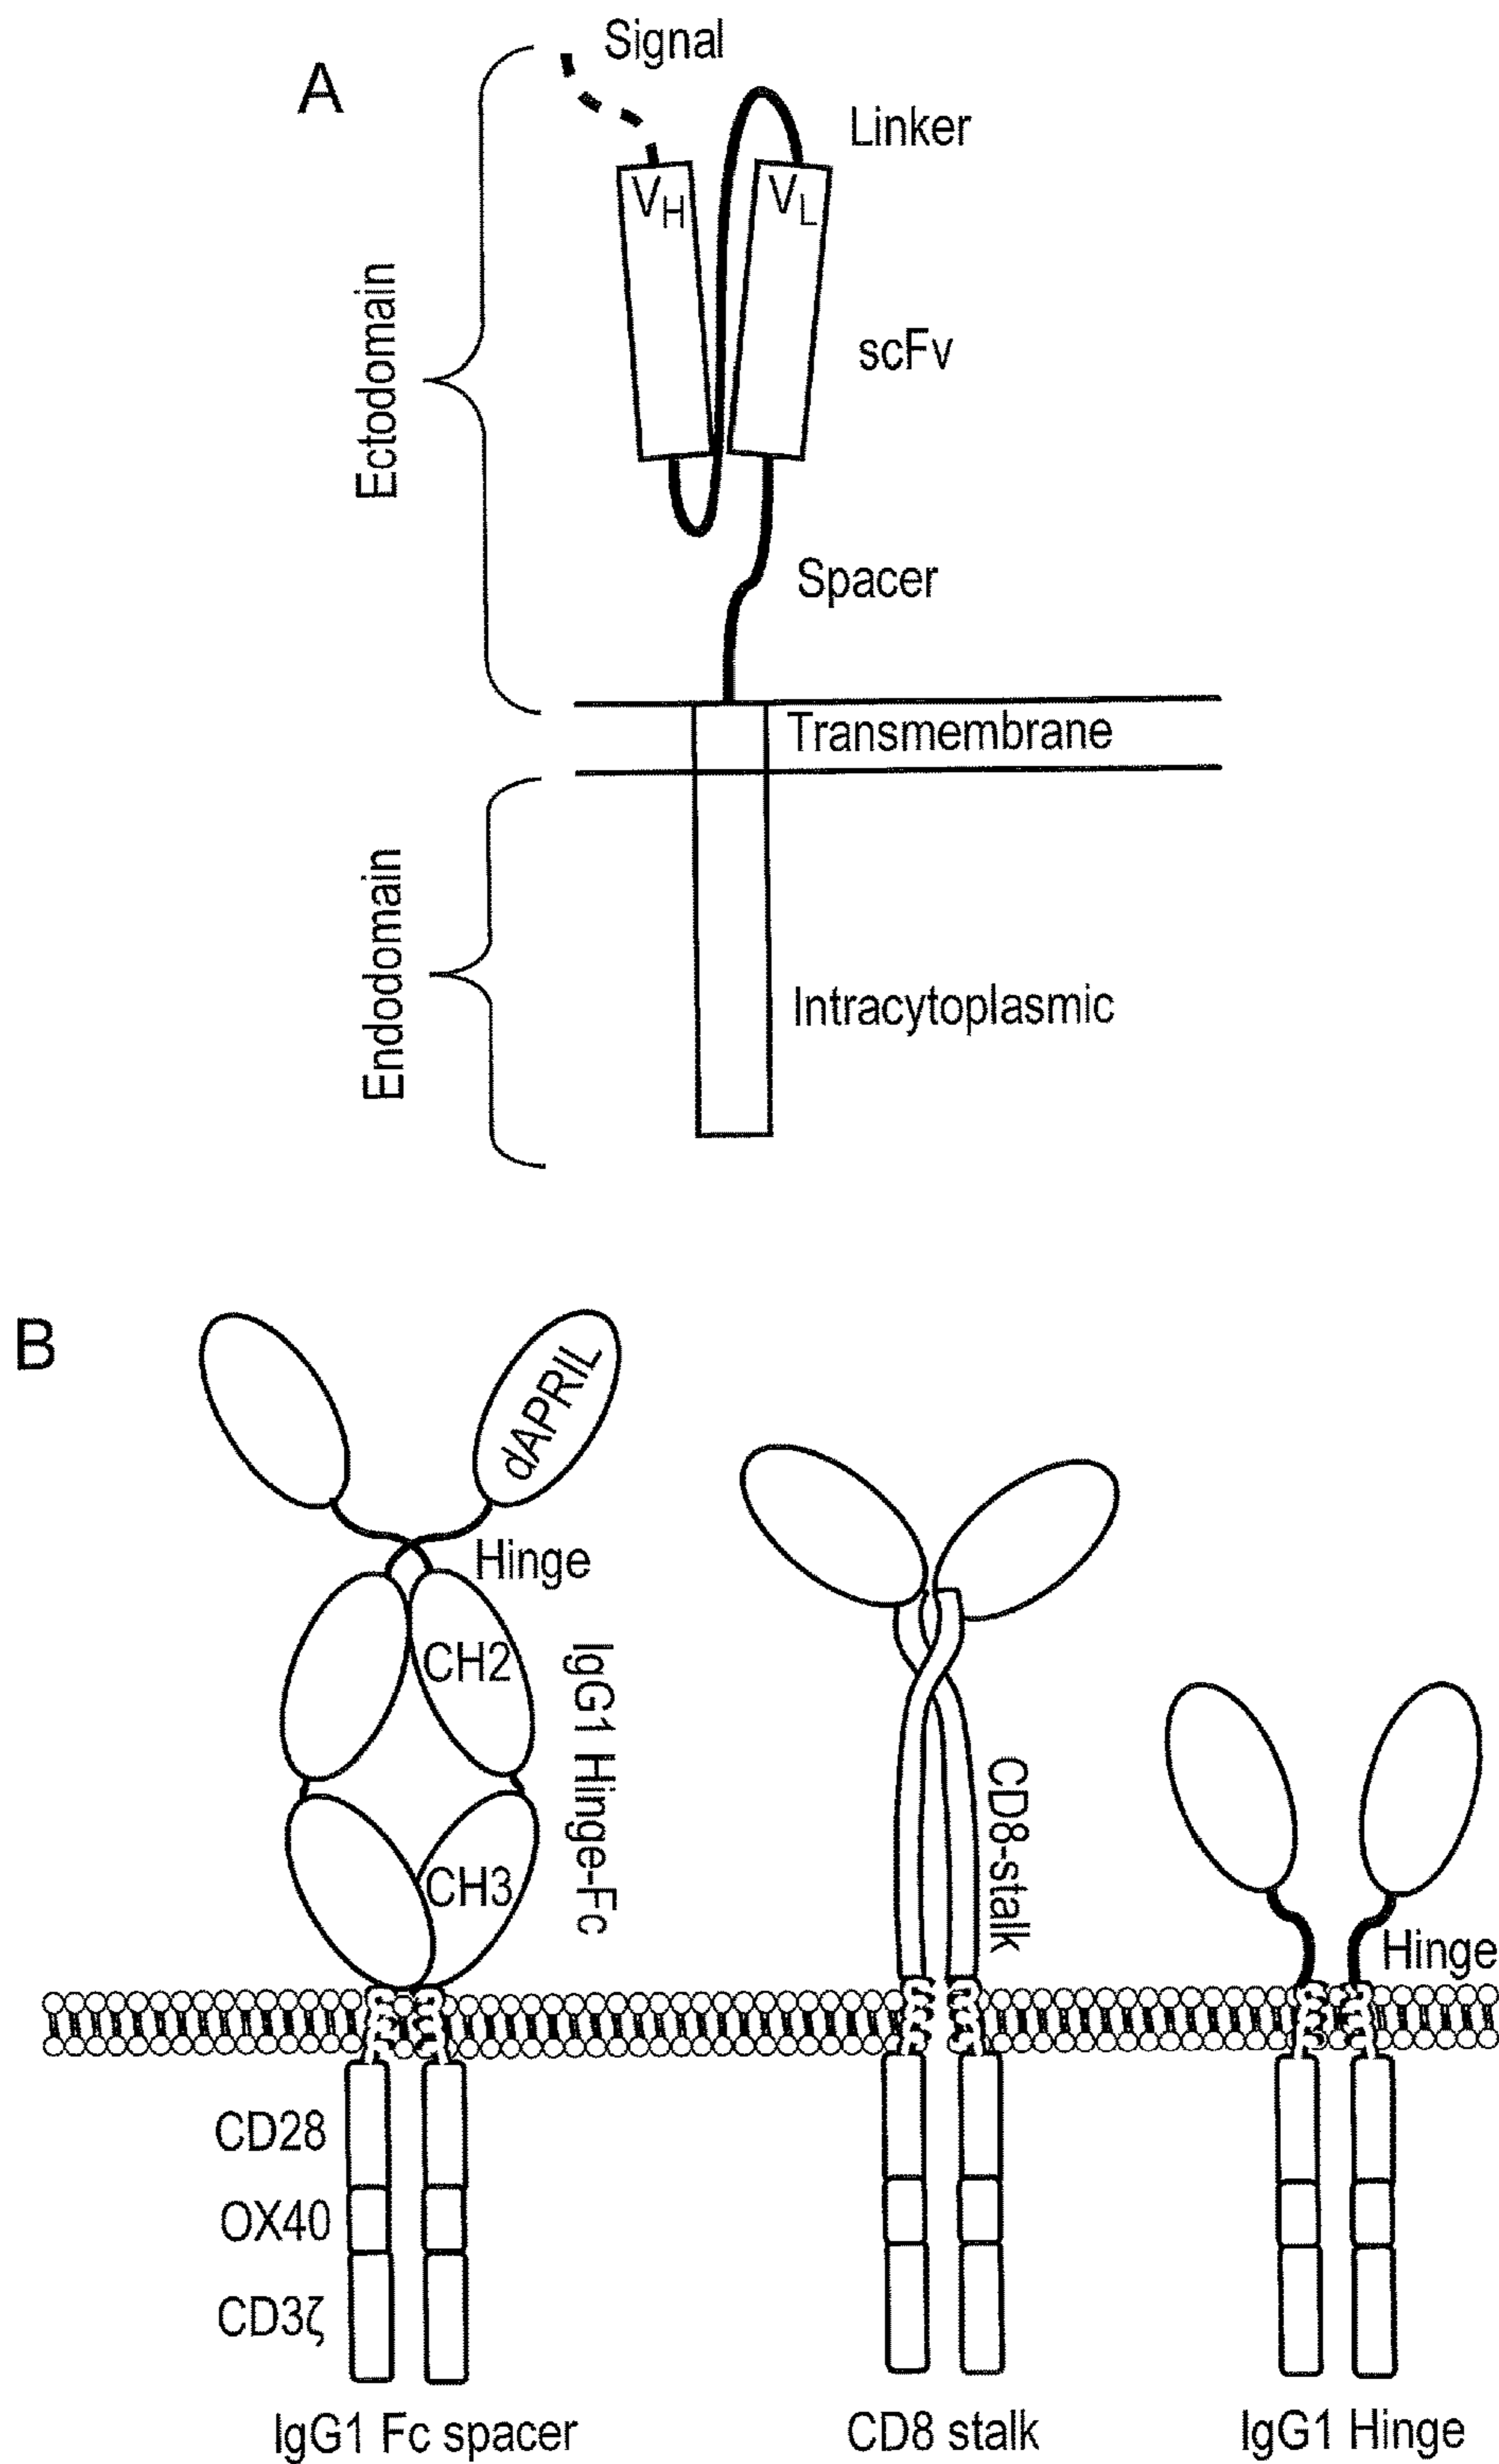 A
Signal
Linker
VH
VL
Ectodomain
scFv
Spacer
Transmembrane
Endodomain
Intracytoplasmic
B
dAPRIL
Hinge
CH2
IgG1 Hinge-Fc
CH3
CD8-stalk
Hinge
CD28
OX40
CD3ζ
IgG1 Fc spacer
CD8 stalk
IgG1 Hinge